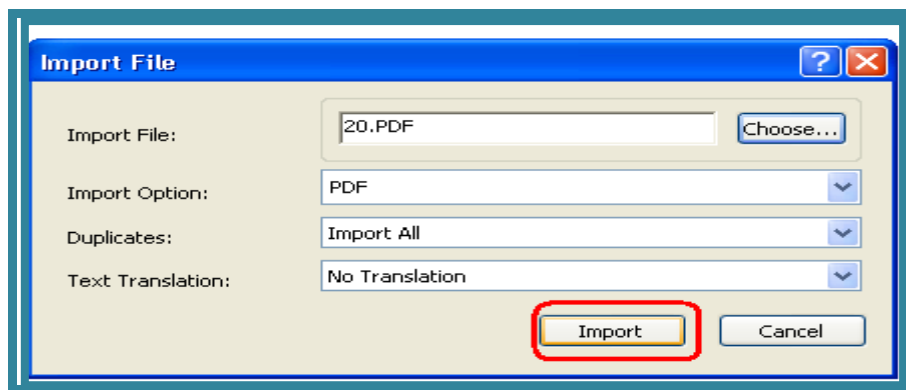 Import File
Import File: 20.PDF Choose...
Import Option: PDF
Duplicates: Import All
Text Translation: No Translation
Import Cancel